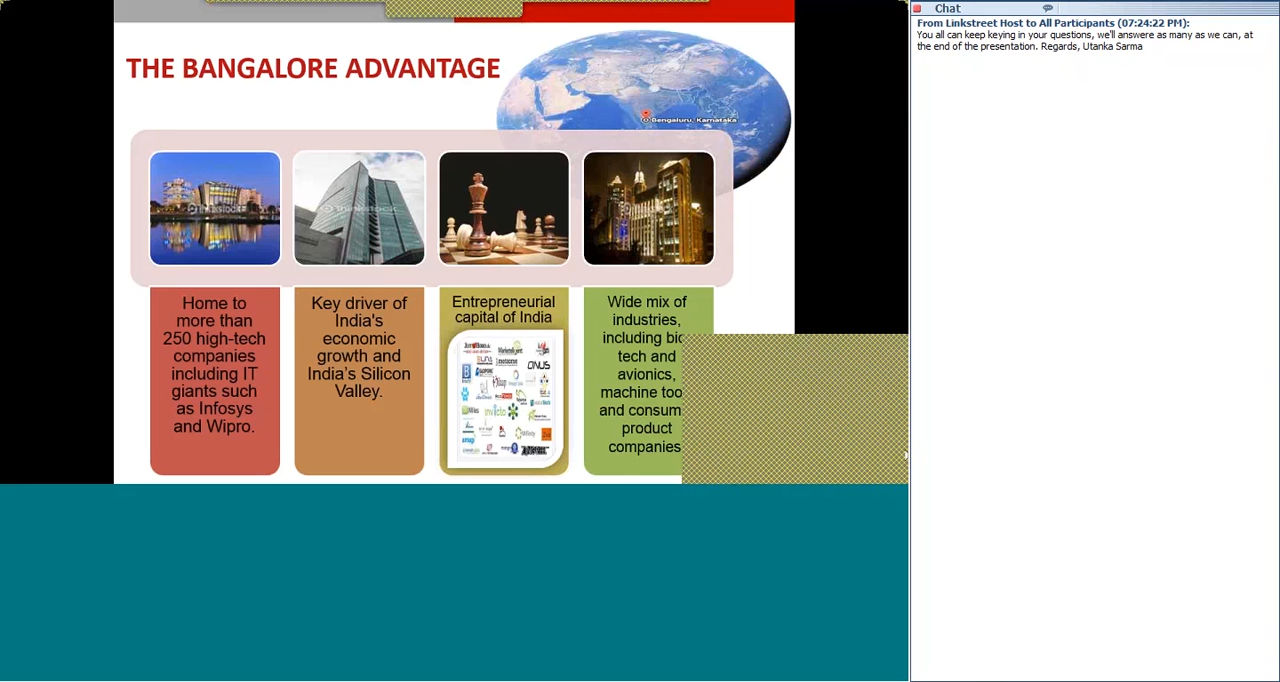 Chat
From Linkstreet Host to All Participants (07:24:22 PM):
You all can keep keying in your questions, we'll answere as many as we can, at
the end of the presentation. Regards, Utanka Sarma
THE BANGALORE ADVANTAGE
Bengaluru, Karnataka
thinkstock
thinkstock
Home to
more than
250 high-tech
companies
including IT
giants such
as Infosys
and Wipro.
Key driver of
India's
economic
growth and
India's Silicon
Valley.
Entrepreneurial
capital of India
ONUS
invicto
Wide mix of
industries,
including bio
tech and
avionics,
machine too
and consum
product
companies